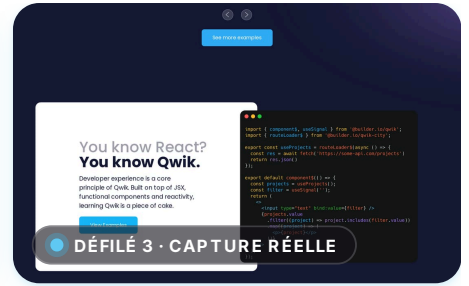 See more examples
You know React?
You know Qwik.
Developer experience is a core
principle of Qwik. Built on top of JSX,
functional components and reactivity,
learning Qwik is a piece of cake.
View Examples
import { component$, useSignal } from '@builder.io/qwik';
import { routeLoader$ } from '@builder.io/qwik-city';
export const useProjects = routeLoader$(async () => {
const res = await fetch('https://some-api.com/projects')
return res.json()
});
export default component$(() => {
const projects = useProjects();
const filter = useSignal('');
return (
<>
<input type="text" bind:value={filter} />
{projects.value
.filter((project) => project.includes(filter.value))
DÉFILÉ 3 · CAPTURE RÉELLE